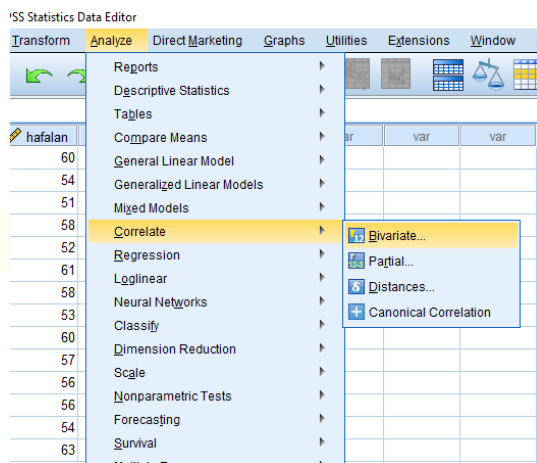 PSS Statistics Data Editor
Transform Analyze Direct Marketing Graphs Utilities Extensions Window
hafalan
var
var
60
54
51
58
52
61
58
53
60
57
56
56
54
63
Reports
Descriptive Statistics
Tables
Compare Means
General Linear Model
Generalized Linear Models
Mixed Models
Correlate
Regression
Loglinear
Neural Networks
Classify
Dimension Reduction
Scale
Nonparametric Tests
Forecasting
Survival
Bivariate...
Partial...
Distances...
Canonical Correlation